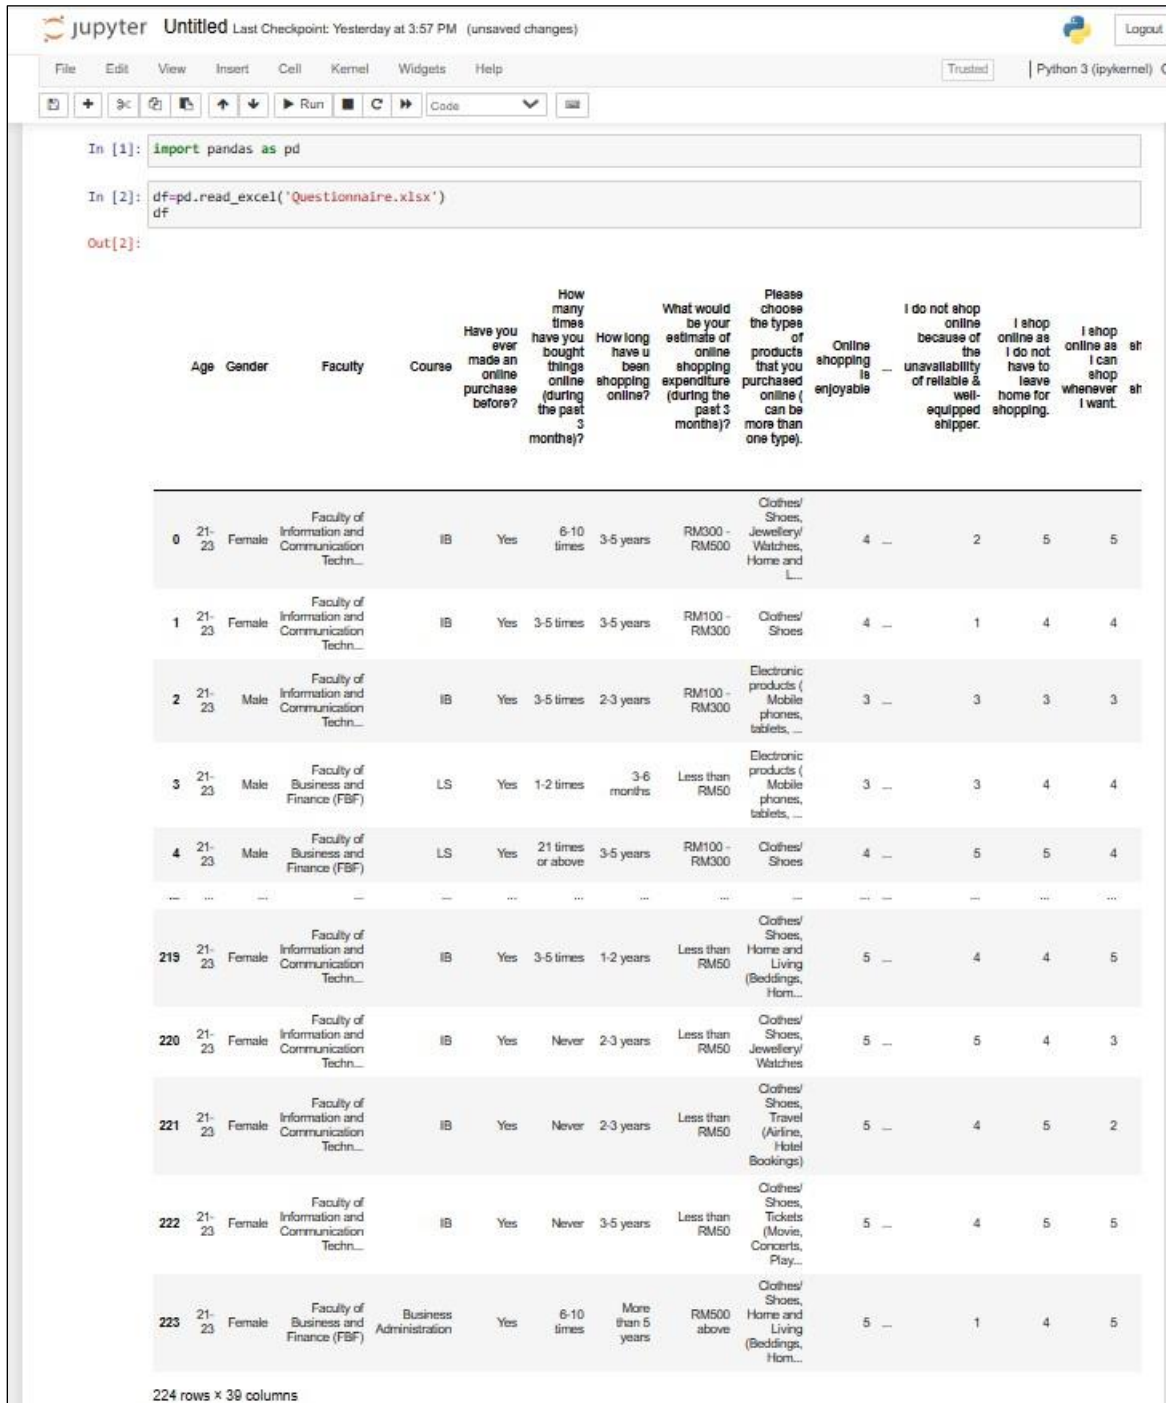 jupyter Untitled Last Checkpoint: Yesterday at 3:57 PM (unsaved changes) Logout
File Edit View Insert Cell Kernel Widgets Help Trusted Python 3 (ipykernel)
Run Code
In [1]: import pandas as pd
In [2]: df=pd.read_excel('Questionnaire.xlsx')
df
Out[2]:
Age Gender Faculty Course Have you ever made an online purchase before? How many times have you bought things online (during the past 3 months)? How long have u been shopping online? What would be your estimate of online shopping expenditure (during the past 3 months)? Please choose the types of products that you purchased online ( can be more than one type). Online shopping is enjoyable ... I do not shop online because of the unavailability of reliable & well-equipped shipper. I shop online as I do not have to leave home for shopping. I shop online as I can shop whenever I want. sh sh
0 21-23 Female Faculty of Information and Communication Techn... IB Yes 6-10 times 3-5 years RM300 - RM500 Clothes/ Shoes, Jewellery/ Watches, Home and L... 4 ... 2 5 5
1 21-23 Female Faculty of Information and Communication Techn... IB Yes 3-5 times 3-5 years RM100 - RM300 Clothes/ Shoes 4 ... 1 4 4
2 21-23 Male Faculty of Information and Communication Techn... IB Yes 3-5 times 2-3 years RM100 - RM300 Electronic products ( Mobile phones, tablets, ... 3 ... 3 3 3
3 21-23 Male Faculty of Business and Finance (FBF) LS Yes 1-2 times 3-6 months Less than RM50 Electronic products ( Mobile phones, tablets, ... 3 ... 3 4 4
4 21-23 Male Faculty of Business and Finance (FBF) LS Yes 21 times or above 3-5 years RM100 - RM300 Clothes/ Shoes 4 ... 5 5 4
... ... ... ... ... ... ... ... ... ... ... ... ... ... ...
219 21-23 Female Faculty of Information and Communication Techn... IB Yes 3-5 times 1-2 years Less than RM50 Clothes/ Shoes, Home and Living (Beddings, Hom... 5 ... 4 4 5
220 21-23 Female Faculty of Information and Communication Techn... IB Yes Never 2-3 years Less than RM50 Clothes/ Shoes, Jewellery/ Watches 5 ... 5 4 3
221 21-23 Female Faculty of Information and Communication Techn... IB Yes Never 2-3 years Less than RM50 Clothes/ Shoes, Travel (Airline, Hotel Bookings) 5 ... 4 5 2
222 21-23 Female Faculty of Information and Communication Techn... IB Yes Never 3-5 years Less than RM50 Clothes/ Shoes, Tickets (Movie, Concerts, Play... 5 ... 4 5 5
223 21-23 Female Faculty of Business and Finance (FBF) Business Administration Yes 6-10 times More than 5 years RM500 above Clothes/ Shoes, Home and Living (Beddings, Hom... 5 ... 1 4 5
224 rows × 39 columns